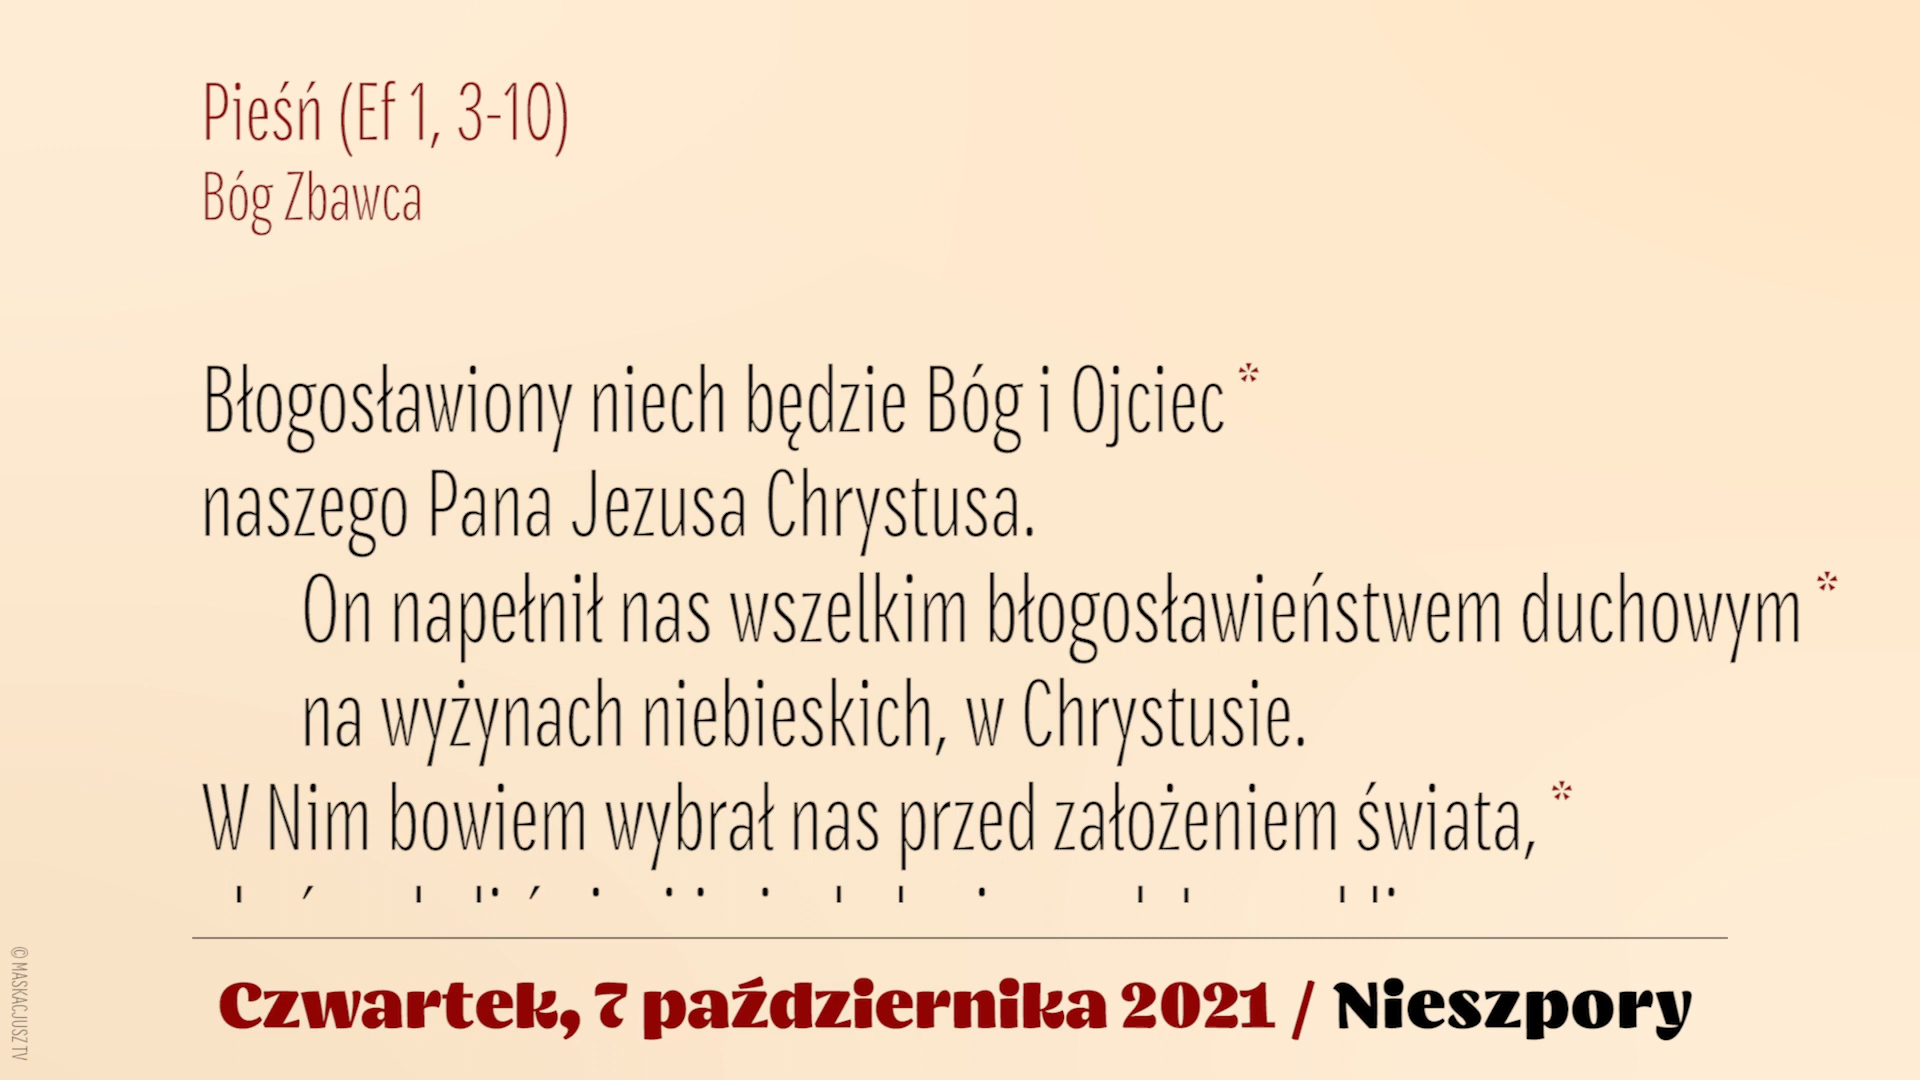 Pieśń (Ef 1, 3-10)
Bóg Zbawca
Błogosławiony niech będzie Bóg i Ojciec *
naszego Pana Jezusa Chrystusa.
On napełnił nas wszelkim błogosławieństwem duchowym *
na wyżynach niebieskich, w Chrystusie.
W Nim bowiem wybrał nas przed założeniem świata, *
Czwartek, 7 października 2021 / Nieszpory
© MASKACJUSZ TV